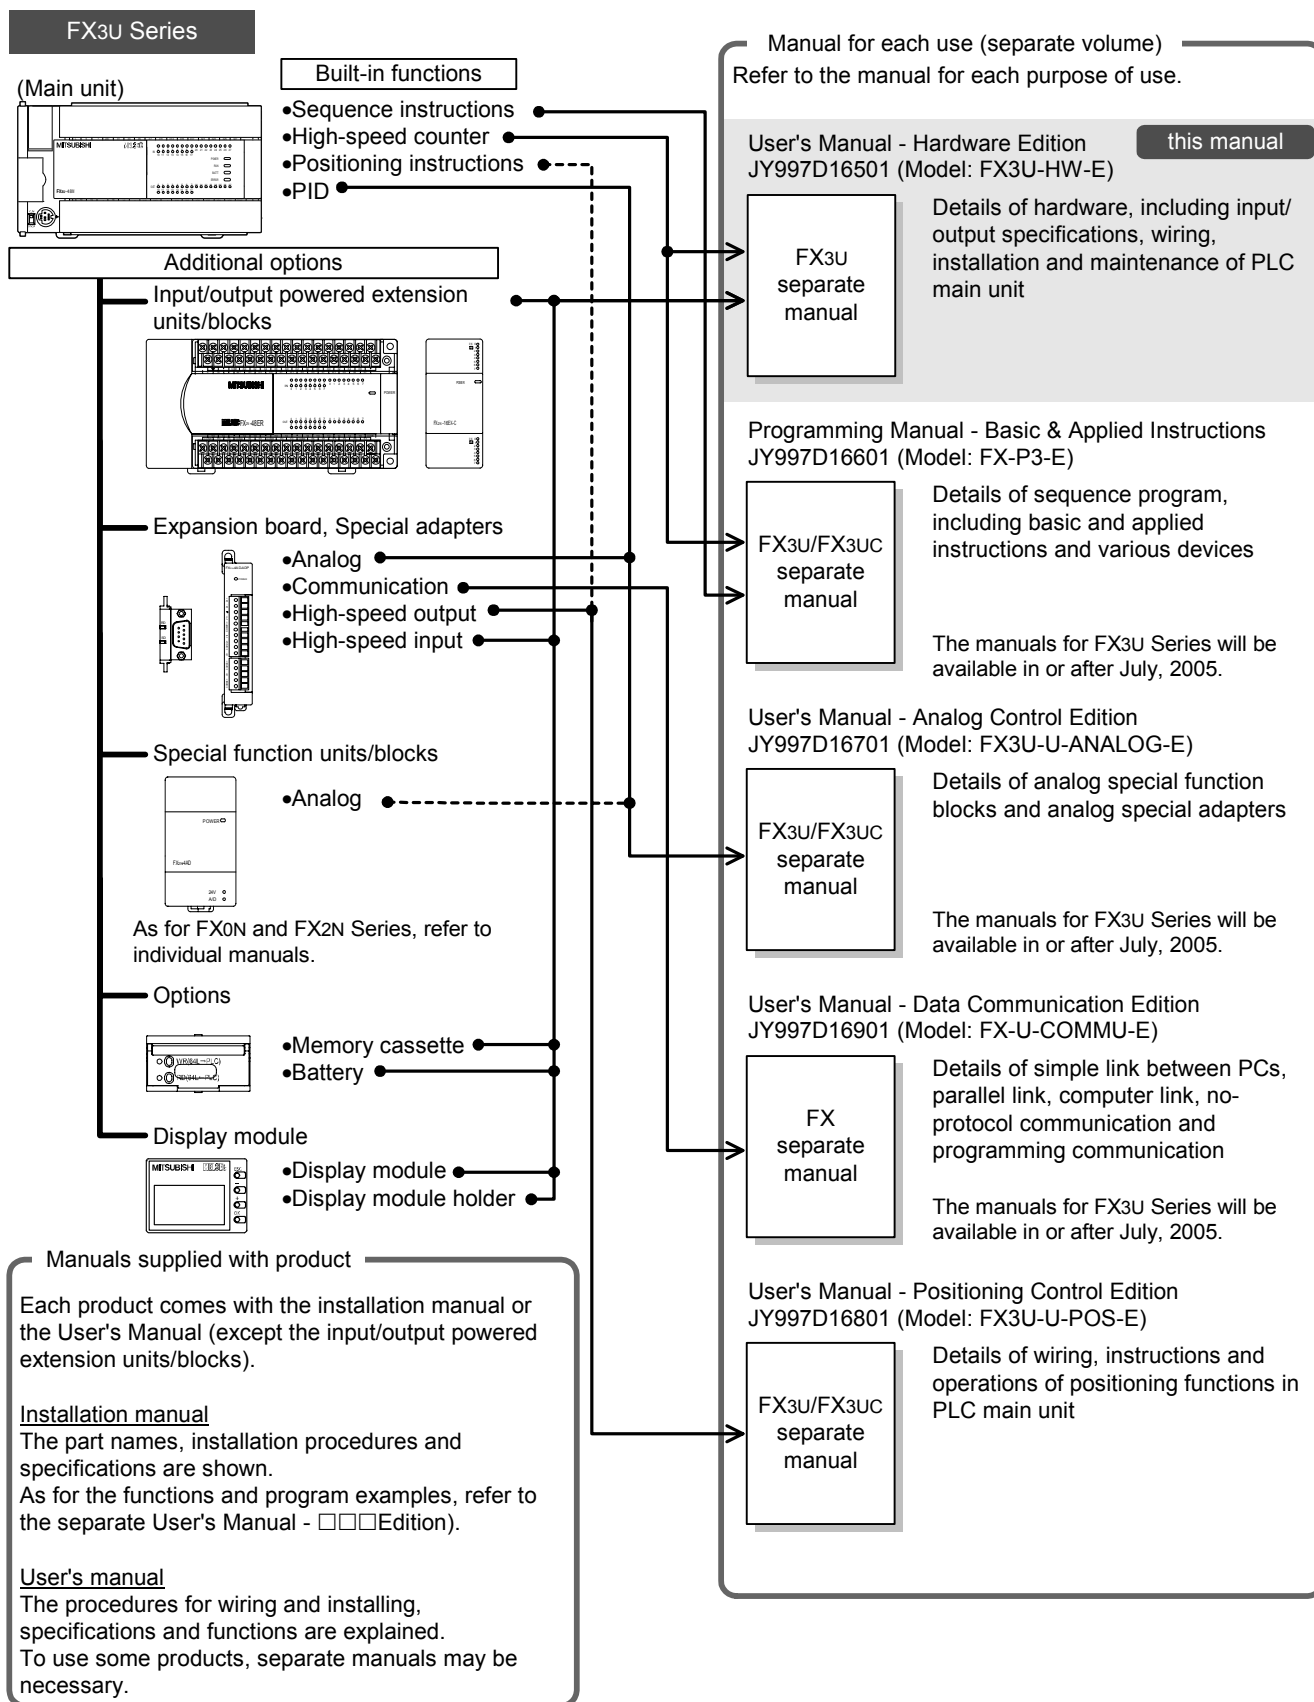 FX3U Series
(Main unit)
MITSUBISHI
Built-in functions
•Sequence instructions
•High-speed counter
•Positioning instructions
•PID
Additional options
Input/output powered extension
units/blocks
MITSUBISHI
POWER
Expansion board, Special adapters
•Analog
•Communication
•High-speed output
•High-speed input
Special function units/blocks
•Analog
POWER
24V
A/D
As for FX0N and FX2N Series, refer to
individual manuals.
Options
•Memory cassette
•Battery
Display module
MITSUBISHI
•Display module
•Display module holder
Manuals supplied with product
Each product comes with the installation manual or
the User's Manual (except the input/output powered
extension units/blocks).
Installation manual
The part names, installation procedures and
specifications are shown.
As for the functions and program examples, refer to
the separate User's Manual - □□□Edition).
User's manual
The procedures for wiring and installing,
specifications and functions are explained.
To use some products, separate manuals may be
necessary.
Manual for each use (separate volume)
Refer to the manual for each purpose of use.
this manual
User's Manual - Hardware Edition
JY997D16501 (Model: FX3U-HW-E)
FX3U
separate
manual
Details of hardware, including input/
output specifications, wiring,
installation and maintenance of PLC
main unit
Programming Manual - Basic & Applied Instructions
JY997D16601 (Model: FX-P3-E)
FX3U/FX3UC
separate
manual
Details of sequence program,
including basic and applied
instructions and various devices
The manuals for FX3U Series will be
available in or after July, 2005.
User's Manual - Analog Control Edition
JY997D16701 (Model: FX3U-U-ANALOG-E)
FX3U/FX3UC
separate
manual
Details of analog special function
blocks and analog special adapters
The manuals for FX3U Series will be
available in or after July, 2005.
User's Manual - Data Communication Edition
JY997D16901 (Model: FX-U-COMMU-E)
FX
separate
manual
Details of simple link between PCs,
parallel link, computer link, no-
protocol communication and
programming communication
The manuals for FX3U Series will be
available in or after July, 2005.
User's Manual - Positioning Control Edition
JY997D16801 (Model: FX3U-U-POS-E)
FX3U/FX3UC
separate
manual
Details of wiring, instructions and
operations of positioning functions in
PLC main unit